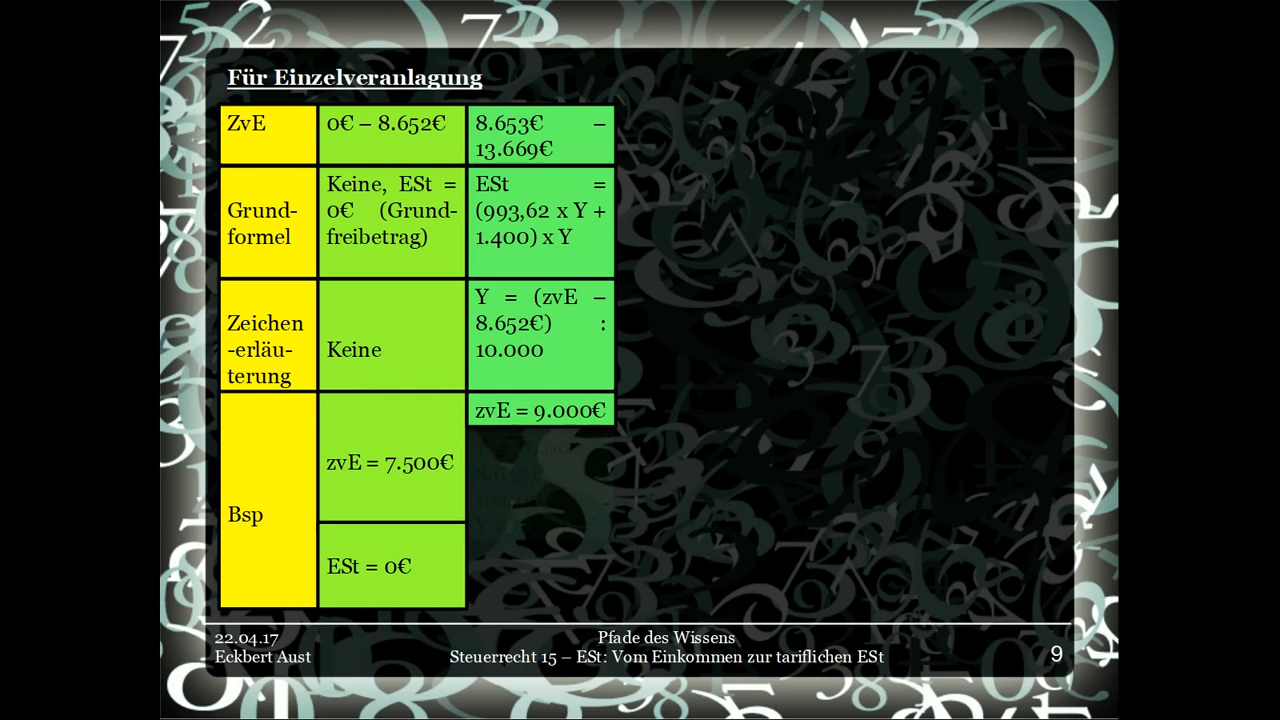 Für Einzelveranlagung
ZvE
0€ – 8.652€
8.653€ –
13.669€
Grund-
formel
Keine, ESt =
0€ (Grund-
freibetrag)
ESt =
(993,62 x Y +
1.400) x Y
Zeichen
-erläu-
terung
Keine
Y = (zvE –
8.652€) :
10.000
Bsp
zvE = 7.500€
ESt = 0€
zvE = 9.000€
22.04.17
Eckbert Aust
Pfade des Wissens
Steuerrecht 15 – ESt: Vom Einkommen zur tariflichen ESt
9